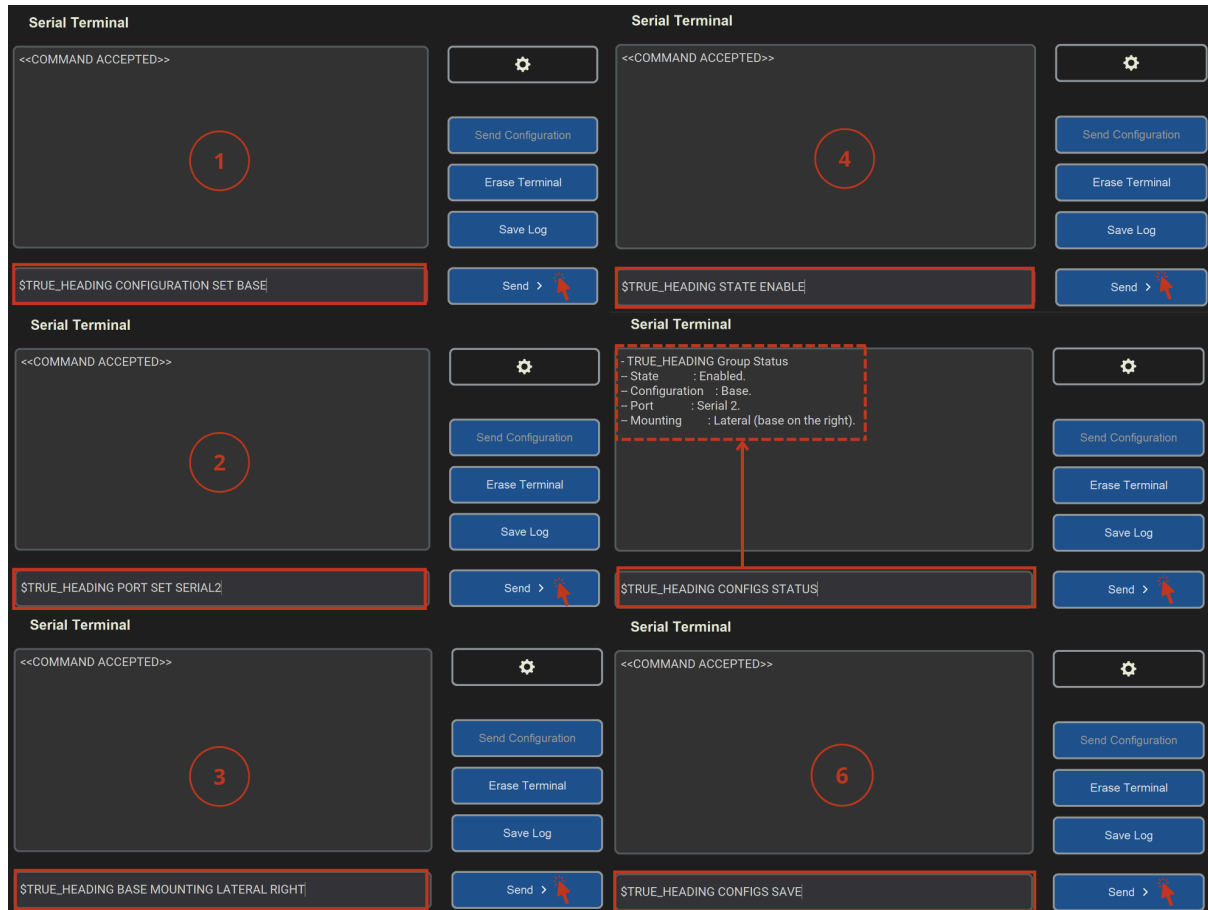 Serial Terminal
<<COMMAND ACCEPTED>>
1
Send Configuration
Erase Terminal
Save Log
$TRUE_HEADING CONFIGURATION SET BASE
Send >
Serial Terminal
<<COMMAND ACCEPTED>>
2
Send Configuration
Erase Terminal
Save Log
$TRUE_HEADING PORT SET SERIAL2
Send >
Serial Terminal
<<COMMAND ACCEPTED>>
3
Send Configuration
Erase Terminal
Save Log
$TRUE_HEADING BASE MOUNTING LATERAL RIGHT
Send >
Serial Terminal
<<COMMAND ACCEPTED>>
4
Send Configuration
Erase Terminal
Save Log
$TRUE_HEADING STATE ENABLE
Send >
Serial Terminal
- TRUE_HEADING Group Status
-- State : Enabled.
-- Configuration : Base.
-- Port : Serial 2.
-- Mounting : Lateral (base on the right).
Send Configuration
Erase Terminal
Save Log
$TRUE_HEADING CONFIGS STATUS
Send >
Serial Terminal
<<COMMAND ACCEPTED>>
6
Send Configuration
Erase Terminal
Save Log
$TRUE_HEADING CONFIGS SAVE
Send >